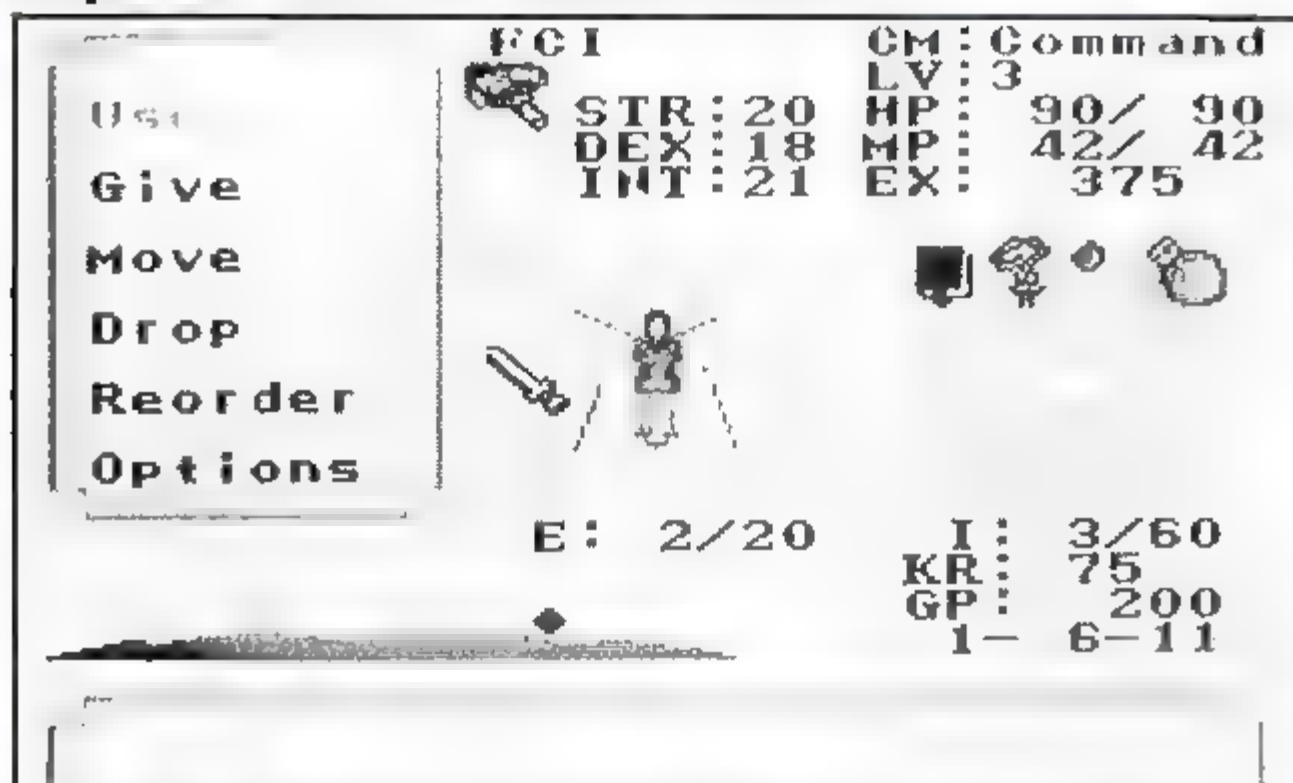 Use
Give
Move
Drop
Reorder
Options
FCI
STR:20
DEX:18
INT:21
CM:Command
LV:3
HP: 90/ 90
MP: 42/ 42
EX: 375
E: 2/20
I: 3/60
KR: 75
GP: 200
1- 6-11